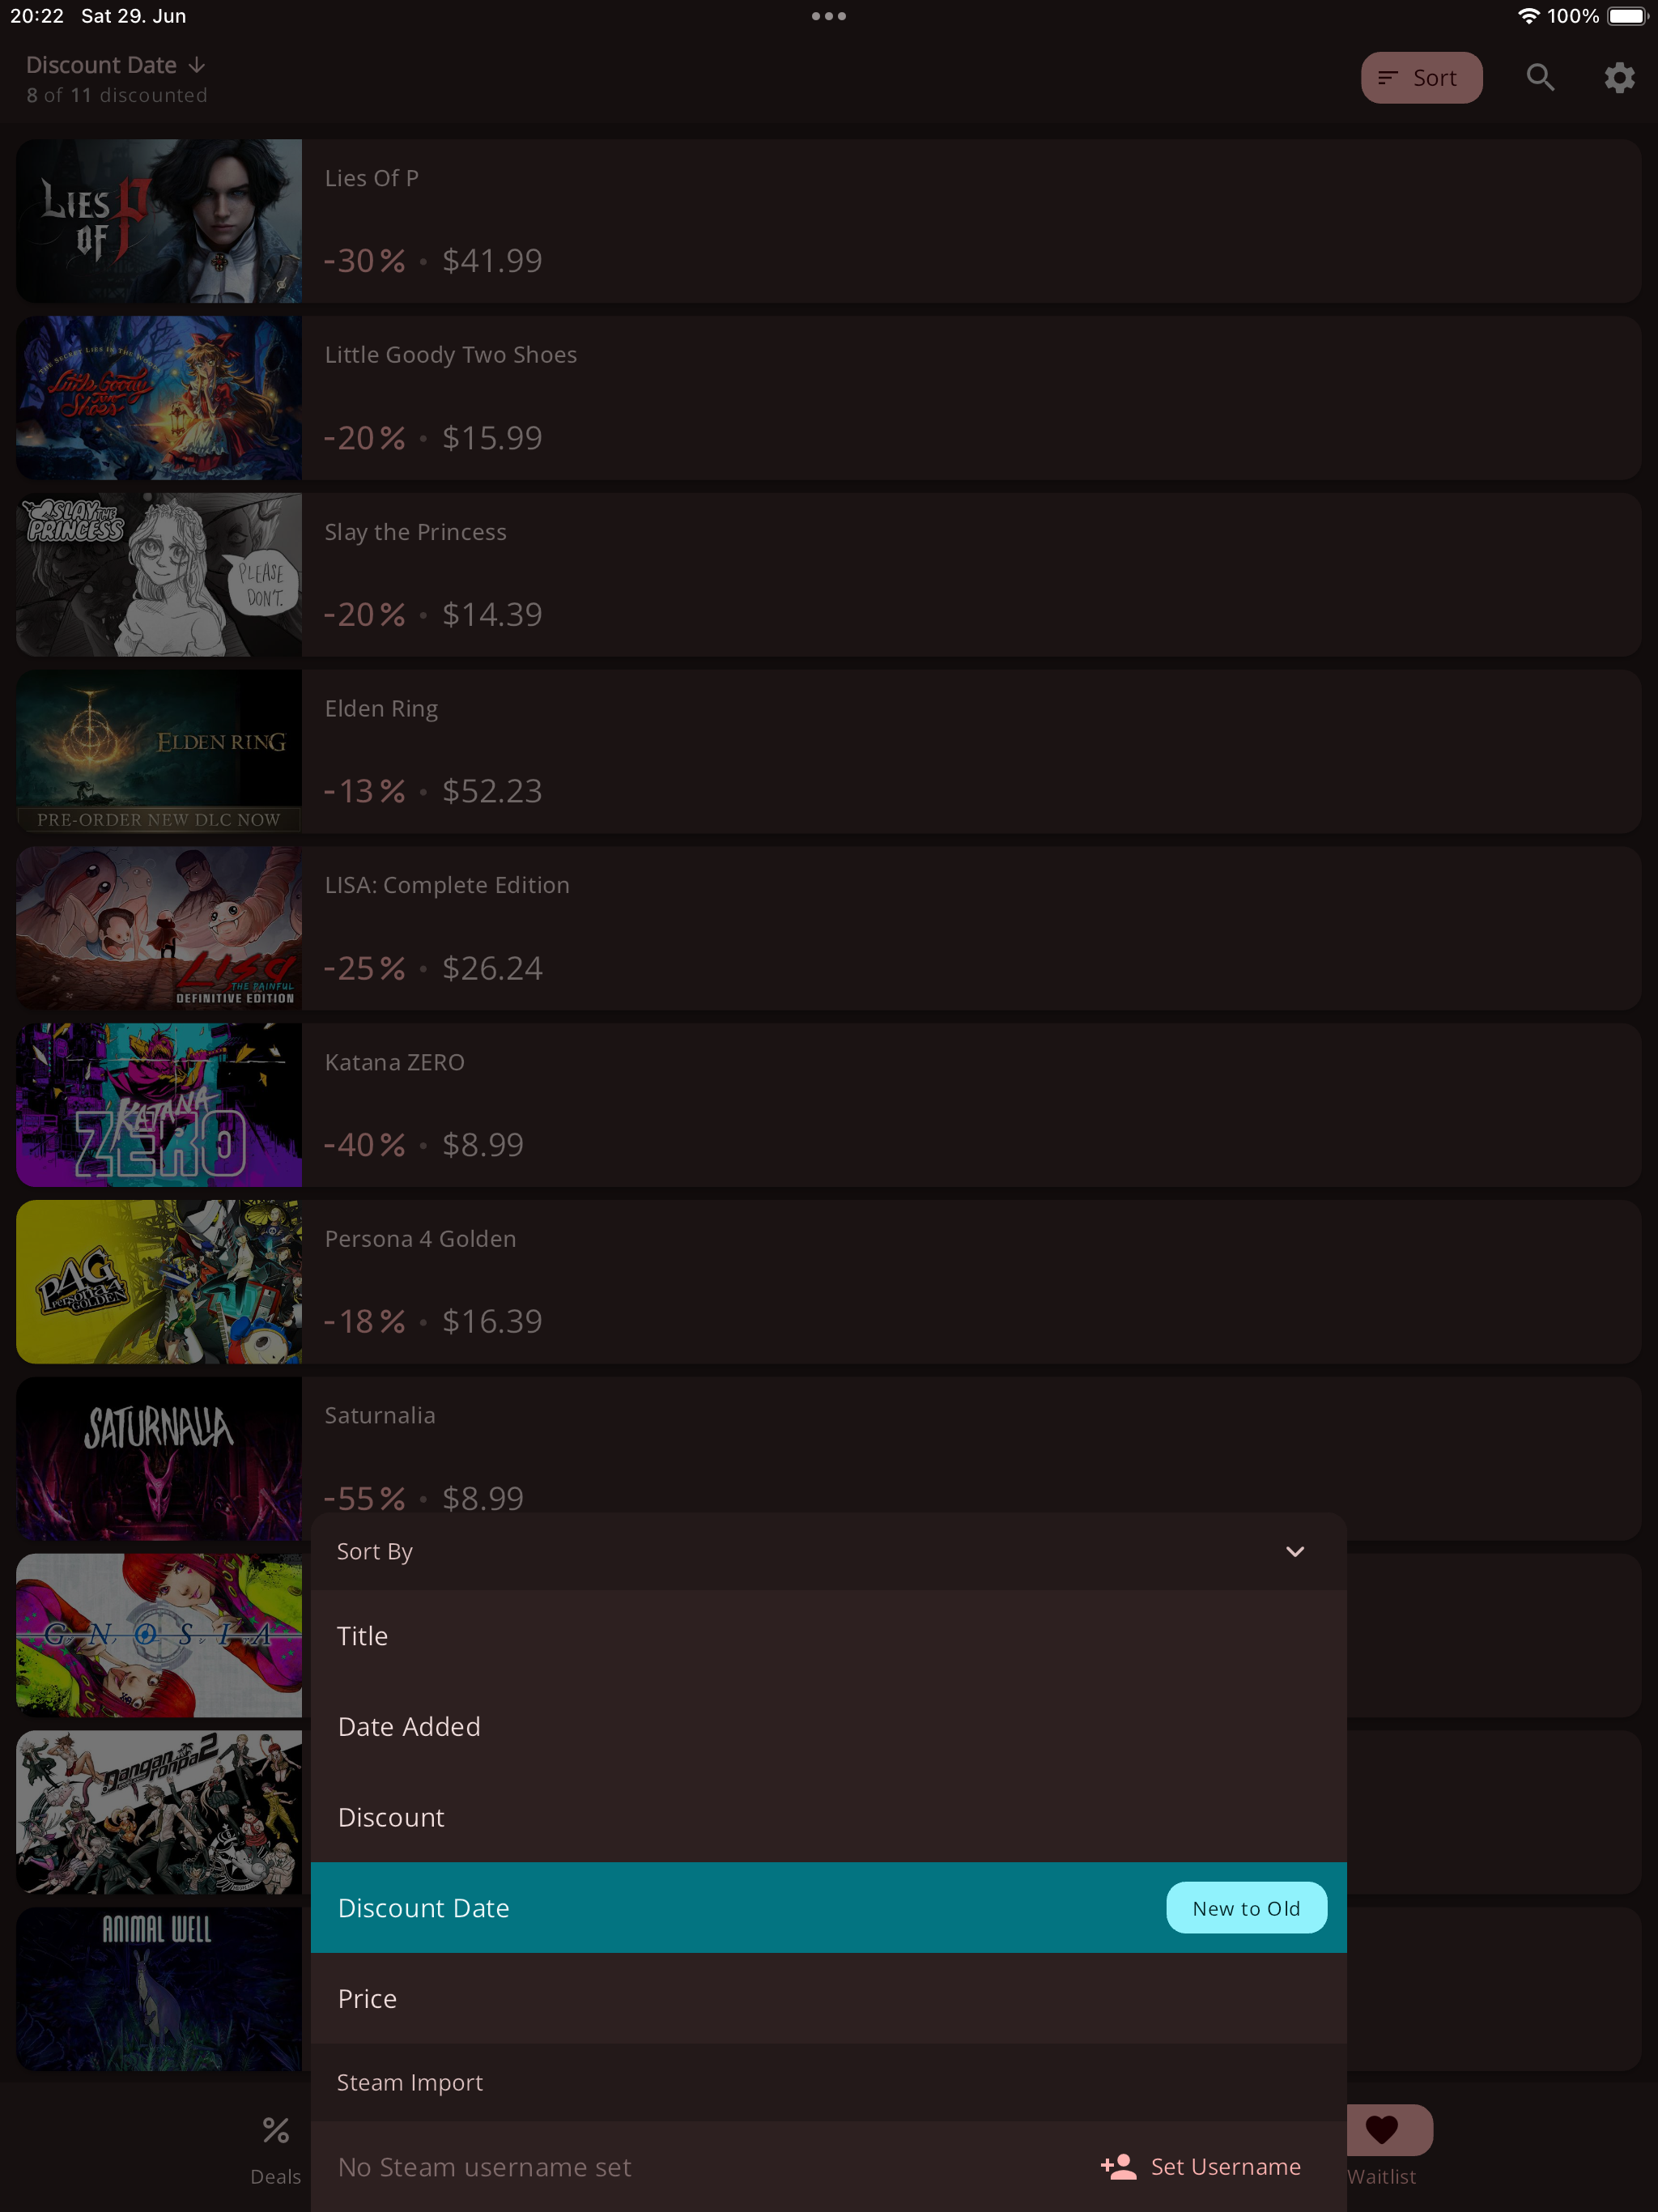 20:22 Sat 29. Jun
100%
Discount Date
8 of 11 discounted
Sort
LIES OF P
Lies Of P
-30% • $41.99
THE SECRET LIES IN THE WOODS
Little Goody Two Shoes
Little Goody Two Shoes
-20% • $15.99
SLAY THE PRINCESS
PLEASE DON'T.
Slay the Princess
-20% • $14.39
ELDEN RING
PRE-ORDER NEW DLC NOW
Elden Ring
-13% • $52.23
LISA
THE PAINFUL
DEFINITIVE EDITION
LISA: Complete Edition
-25% • $26.24
KATANA ZERO
Katana ZERO
-40% • $8.99
P4G
Persona 4 GOLDEN
Persona 4 Golden
-18% • $16.39
SATURNALIA
Saturnalia
-55% • $8.99
Sort By
GNOSIA
Title
Date Added
Danganronpa 2
Discount
Discount Date
New to Old
ANIMAL WELL
Price
Steam Import
No Steam username set
Set Username
Deals
Waitlist